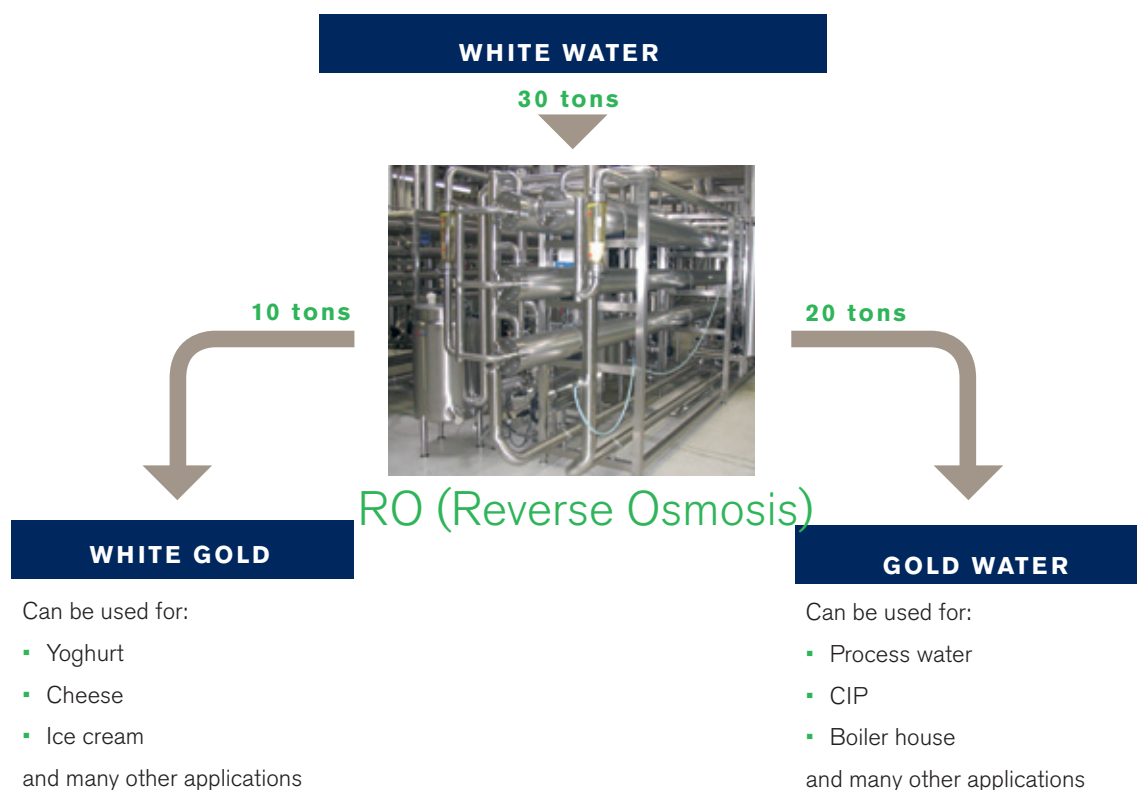 WHITE WATER
30 tons
10 tons
20 tons
RO (Reverse Osmosis)
WHITE GOLD
Can be used for:
▪ Yoghurt
▪ Cheese
▪ Ice cream
and many other applications
GOLD WATER
Can be used for:
▪ Process water
▪ CIP
▪ Boiler house
and many other applications